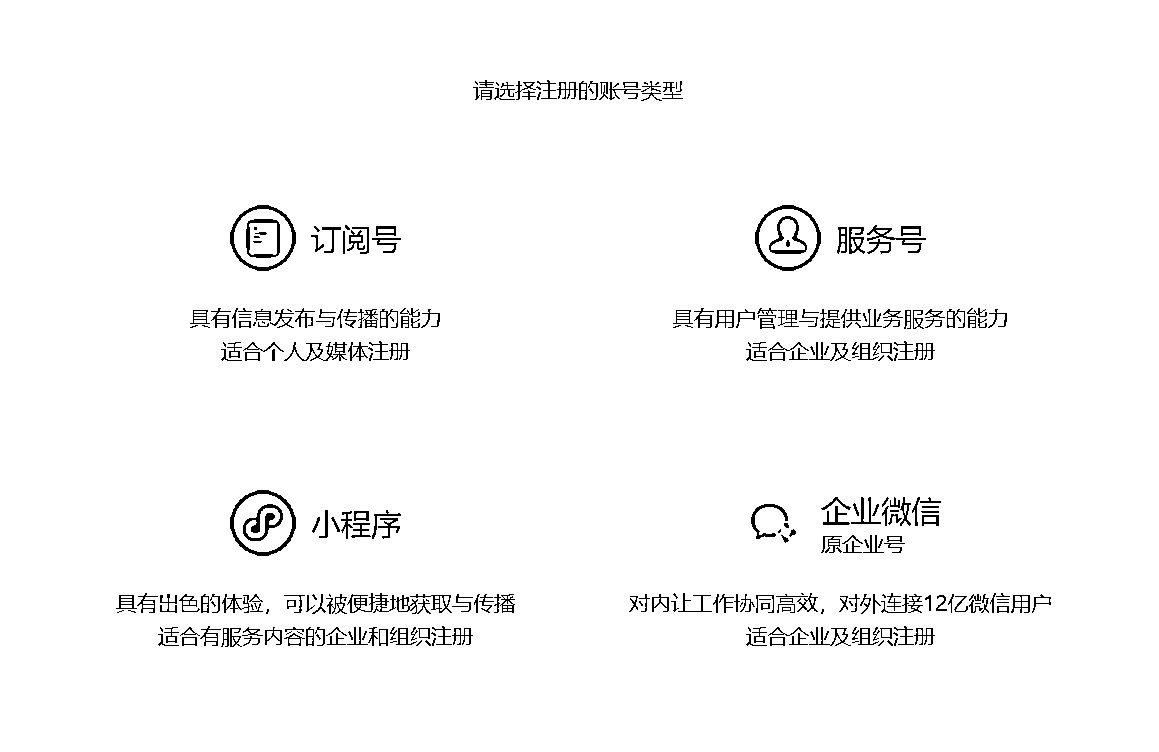 请选择注册的账号类型
订阅号
具有信息发布与传播的能力
适合个人及媒体注册
服务号
具有用户管理与提供业务服务的能力
适合企业及组织注册
小程序
具有出色的体验，可以被便捷地获取与传播
适合有服务内容的企业和组织注册
企业微信
原企业号
对内让工作协同高效，对外连接12亿微信用户
适合企业及组织注册